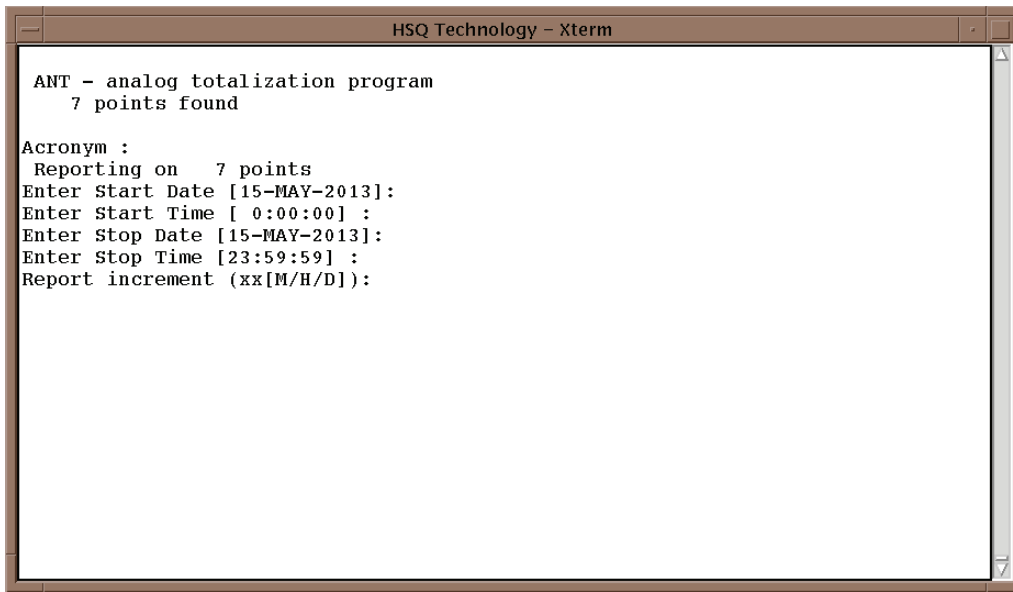 HSQ Technology – Xterm
ANT – analog totalization program
7 points found
Acronym :
Reporting on   7 points
Enter Start Date [15-MAY-2013]:
Enter Start Time [ 0:00:00] :
Enter Stop Date [15-MAY-2013]:
Enter Stop Time [23:59:59] :
Report increment (xx[M/H/D]):